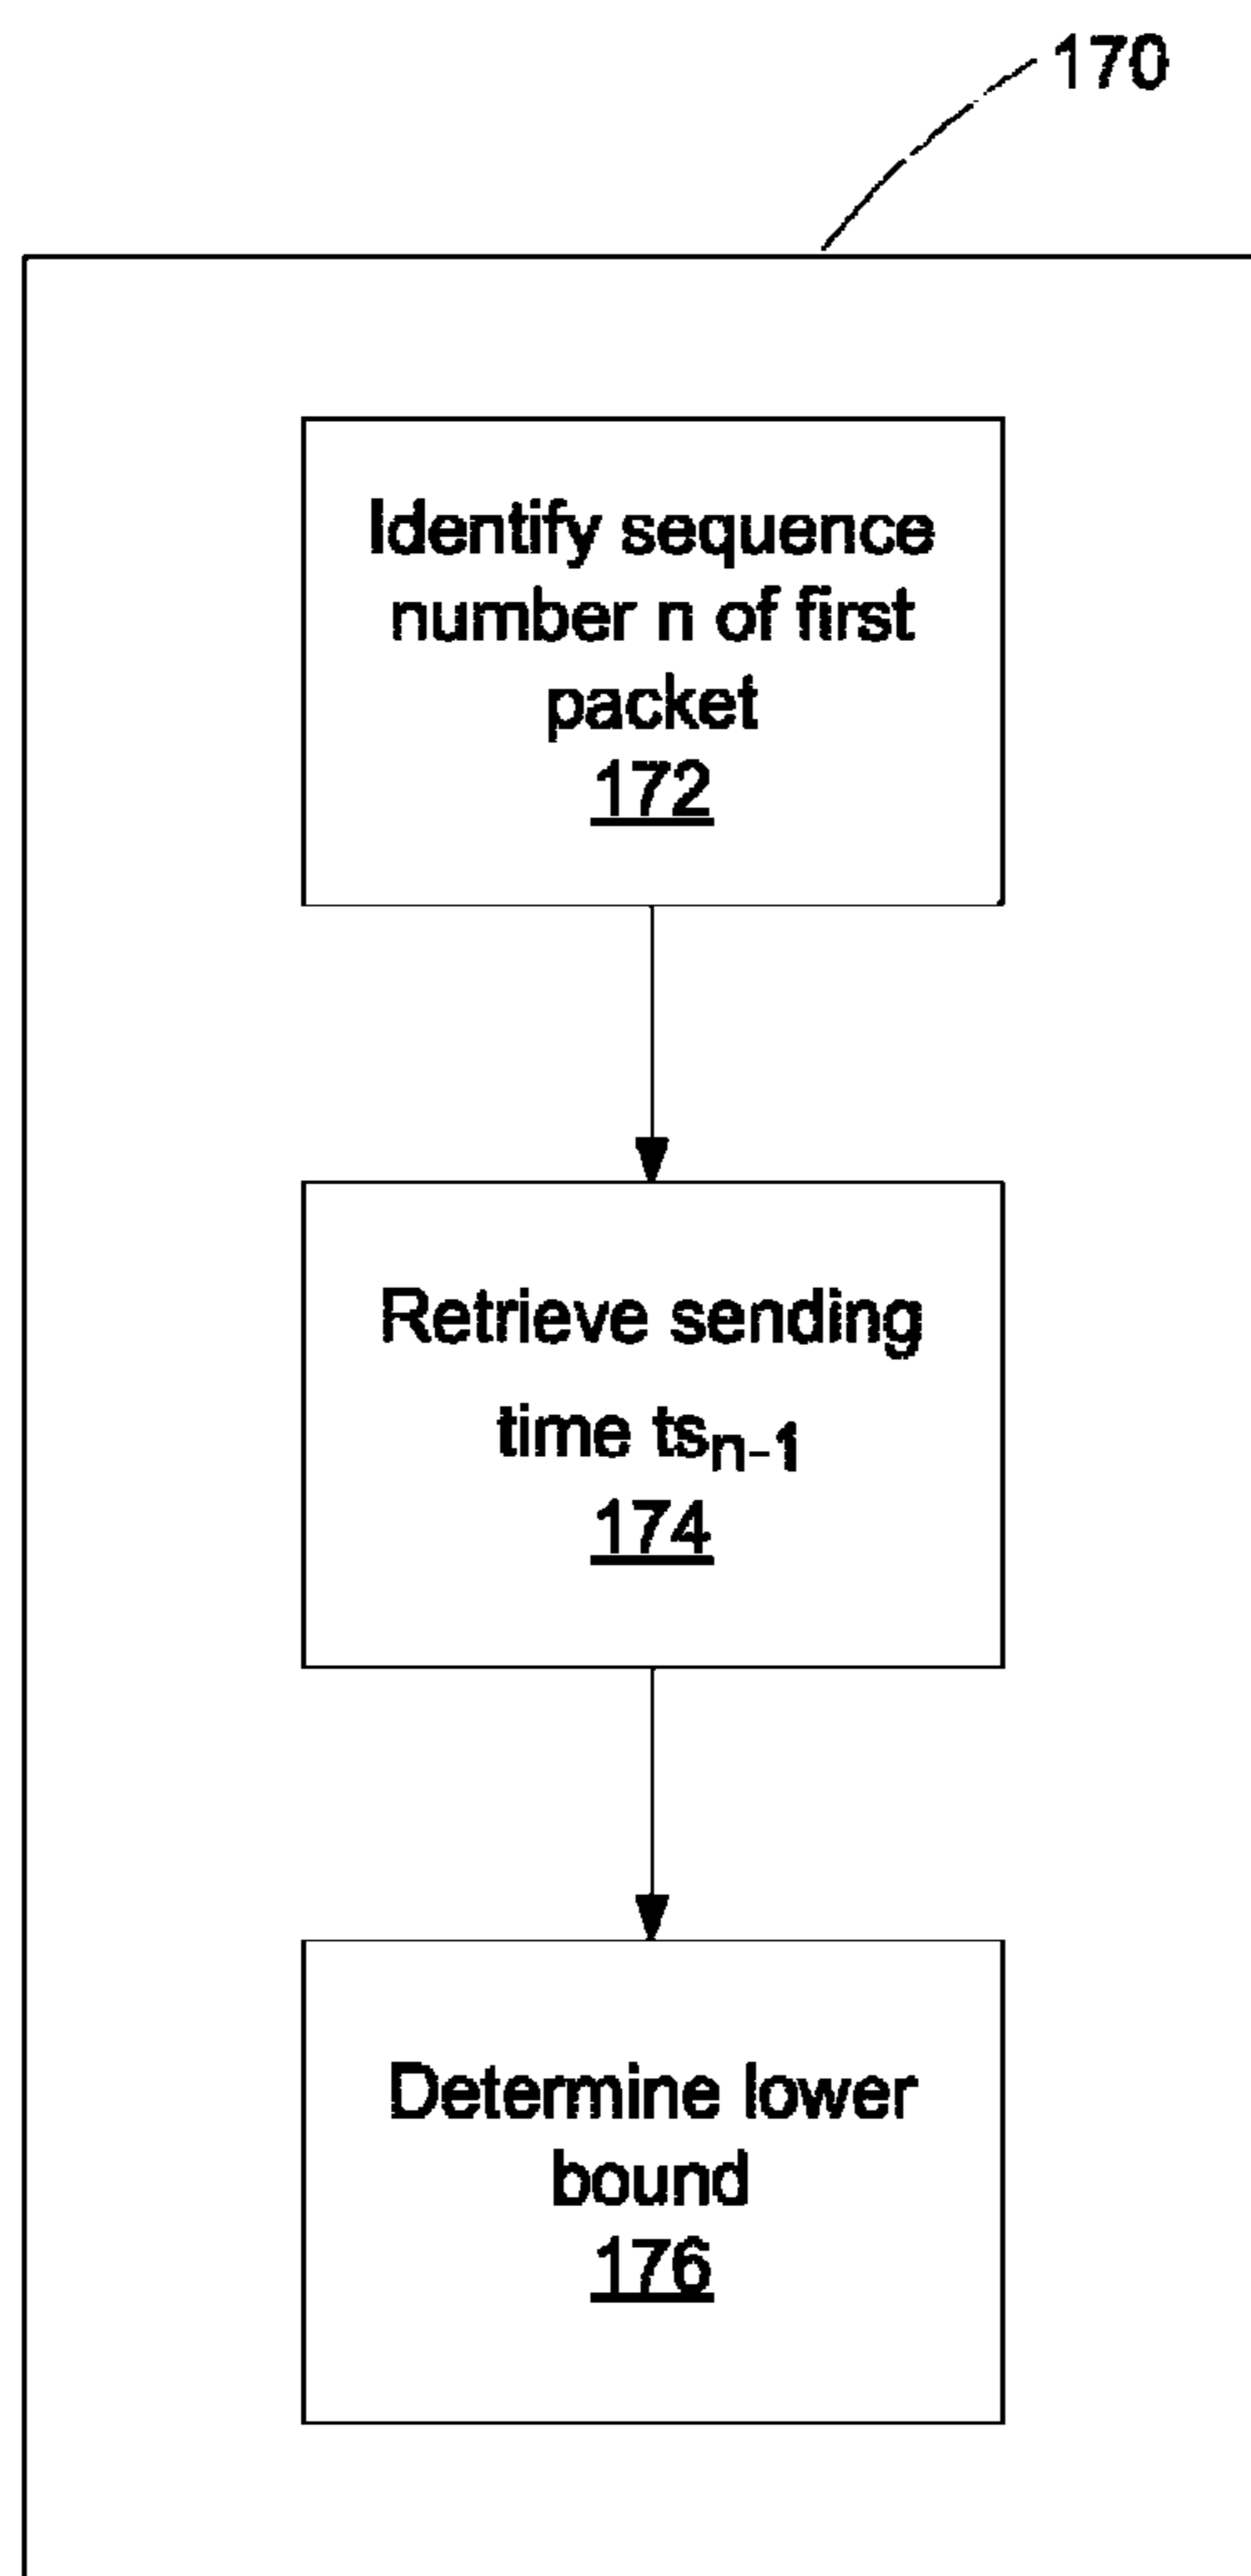 170
Identify sequence
number n of first
packet
172
Retrieve sending
time tsn-1
174
Determine lower
bound
176